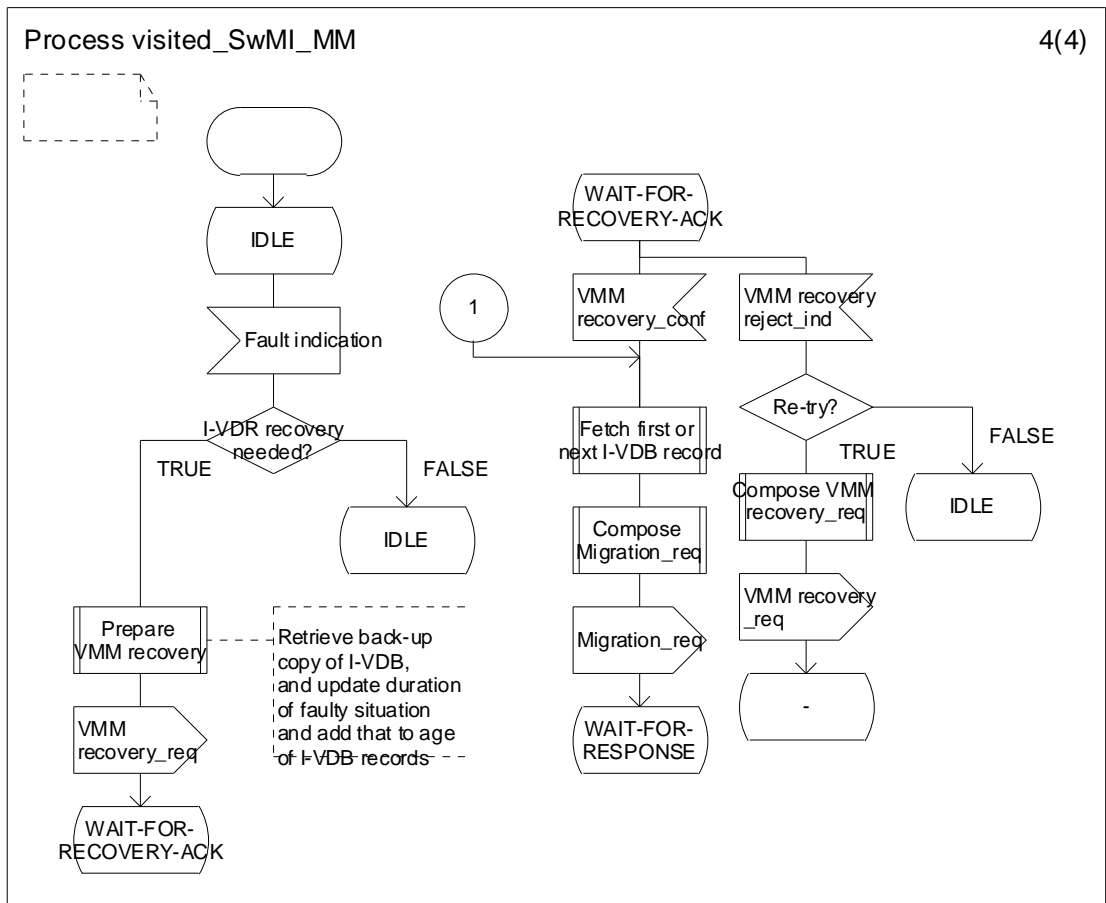 Process visited_SwMI_MM
4(4)
IDLE
Fault indication
I-VDR recovery
needed?
TRUE
FALSE
IDLE
Prepare
VMM recovery
Retrieve back-up
copy of I-VDB,
and update duration
of faulty situation
and add that to age
of I-VDB records
VMM
recovery_req
WAIT-FOR-
RECOVERY-ACK
WAIT-FOR-
RECOVERY-ACK
1
VMM
recovery_conf
VMM recovery
reject_ind
Fetch first or
next I-VDB record
Re-try?
TRUE
FALSE
Compose
Migration_req
Compose VMM
recovery_req
IDLE
Migration_req
VMM recovery
_req
WAIT-FOR-
RESPONSE
-